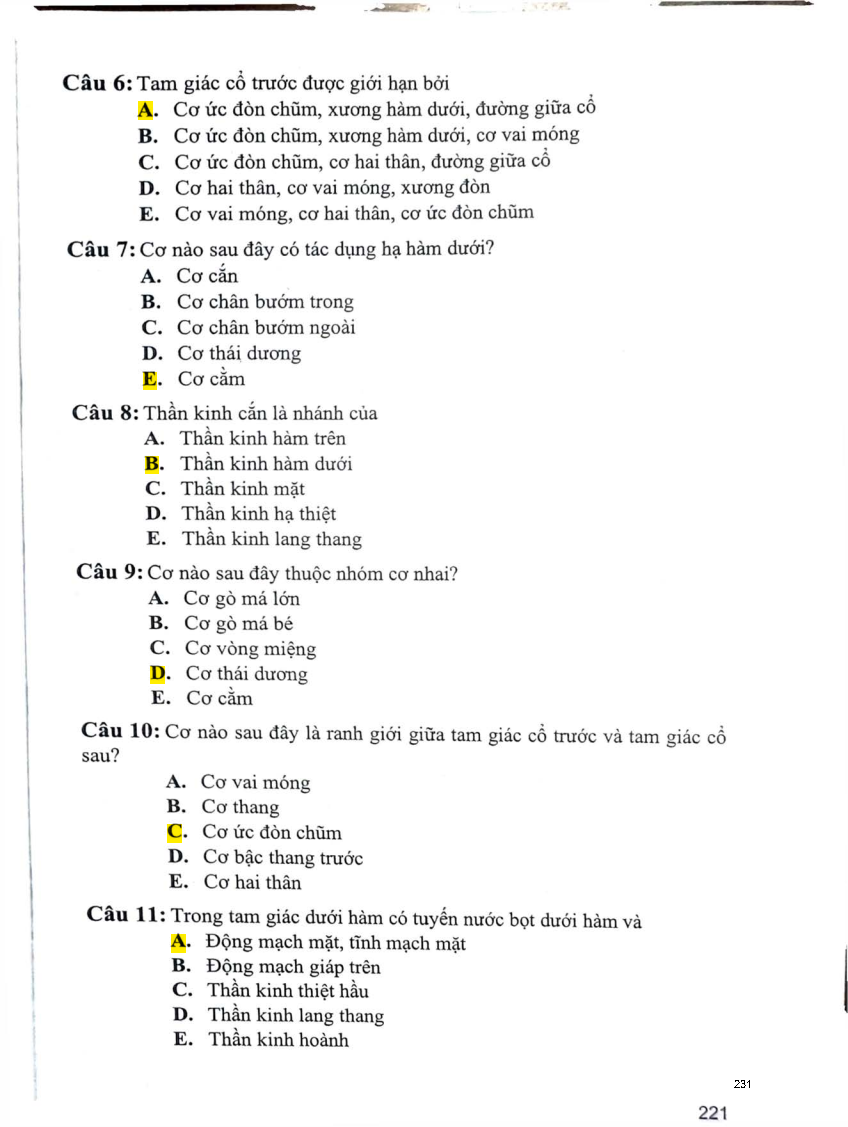 Câu 6: Tam giác cổ trước được giới hạn bởi
A. Cơ ức đòn chũm, xương hàm dưới, đường giữa cổ
B. Cơ ức đòn chũm, xương hàm dưới, cơ vai móng
C. Cơ ức đòn chũm, cơ hai thân, đường giữa cổ
D. Cơ hai thân, cơ vai móng, xương đòn
E. Cơ vai móng, cơ hai thân, cơ ức đòn chũm
Câu 7: Cơ nào sau đây có tác dụng hạ hàm dưới?
A. Cơ cắn
B. Cơ chân bướm trong
C. Cơ chân bướm ngoài
D. Cơ thái dương
E. Cơ cằm
Câu 8: Thần kinh cắn là nhánh của
A. Thần kinh hàm trên
B. Thần kinh hàm dưới
C. Thần kinh mặt
D. Thần kinh hạ thiệt
E. Thần kinh lang thang
Câu 9: Cơ nào sau đây thuộc nhóm cơ nhai?
A. Cơ gò má lớn
B. Cơ gò má bé
C. Cơ vòng miệng
D. Cơ thái dương
E. Cơ cằm
Câu 10: Cơ nào sau đây là ranh giới giữa tam giác cổ trước và tam giác cổ
sau?
A. Cơ vai móng
B. Cơ thang
C. Cơ ức đòn chũm
D. Cơ bậc thang trước
E. Cơ hai thân
Câu 11: Trong tam giác dưới hàm có tuyến nước bọt dưới hàm và
A. Động mạch mặt, tĩnh mạch mặt
B. Động mạch giáp trên
C. Thần kinh thiệt hầu
D. Thần kinh lang thang
E. Thần kinh hoành
231
221